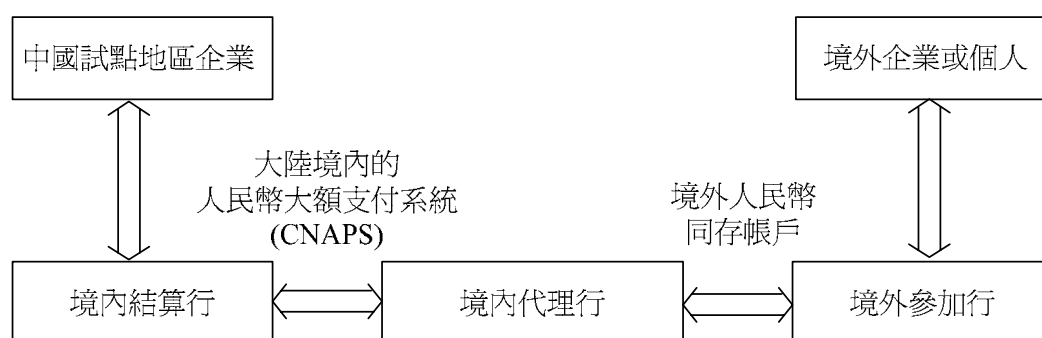 中國試點地區企業
境外企業或個人
大陸境內的
人民幣大額支付系統
(CNAPS)
境外人民幣
同存帳戶
境內結算行
境內代理行
境外參加行